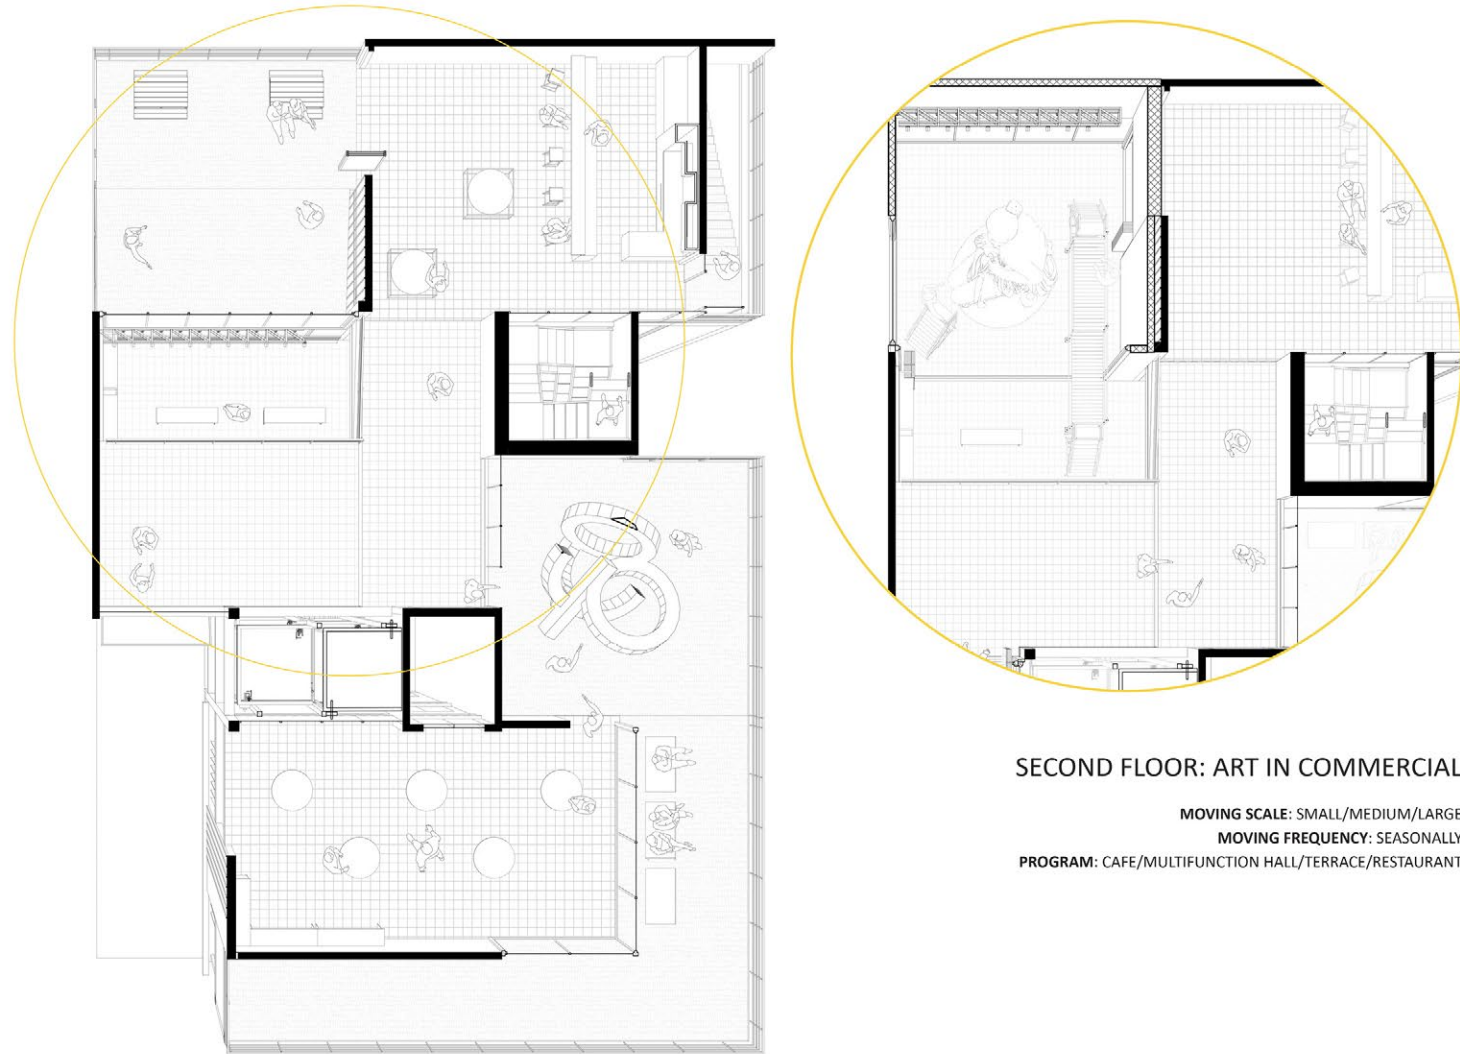 SECOND FLOOR: ART IN COMMERCIAL
MOVING SCALE: SMALL/MEDIUM/LARGE
MOVING FREQUENCY: SEASONALLY
PROGRAM: CAFE/MULTIFUNCTION HALL/TERRACE/RESTAURANT